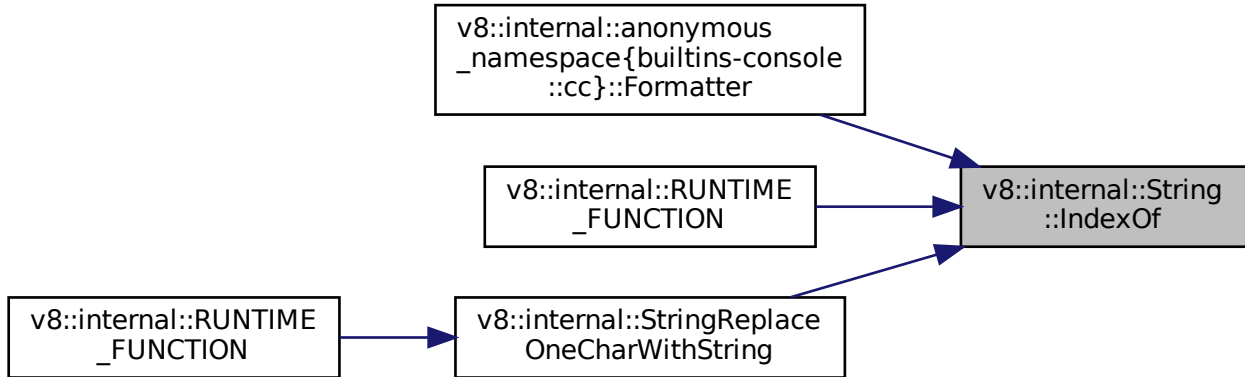 v8::internal::anonymous
_namespace{builtins-console
::cc}::Formatter
v8::internal::RUNTIME
_FUNCTION
v8::internal::String
::IndexOf
v8::internal::RUNTIME
_FUNCTION
v8::internal::StringReplace
OneCharWithString